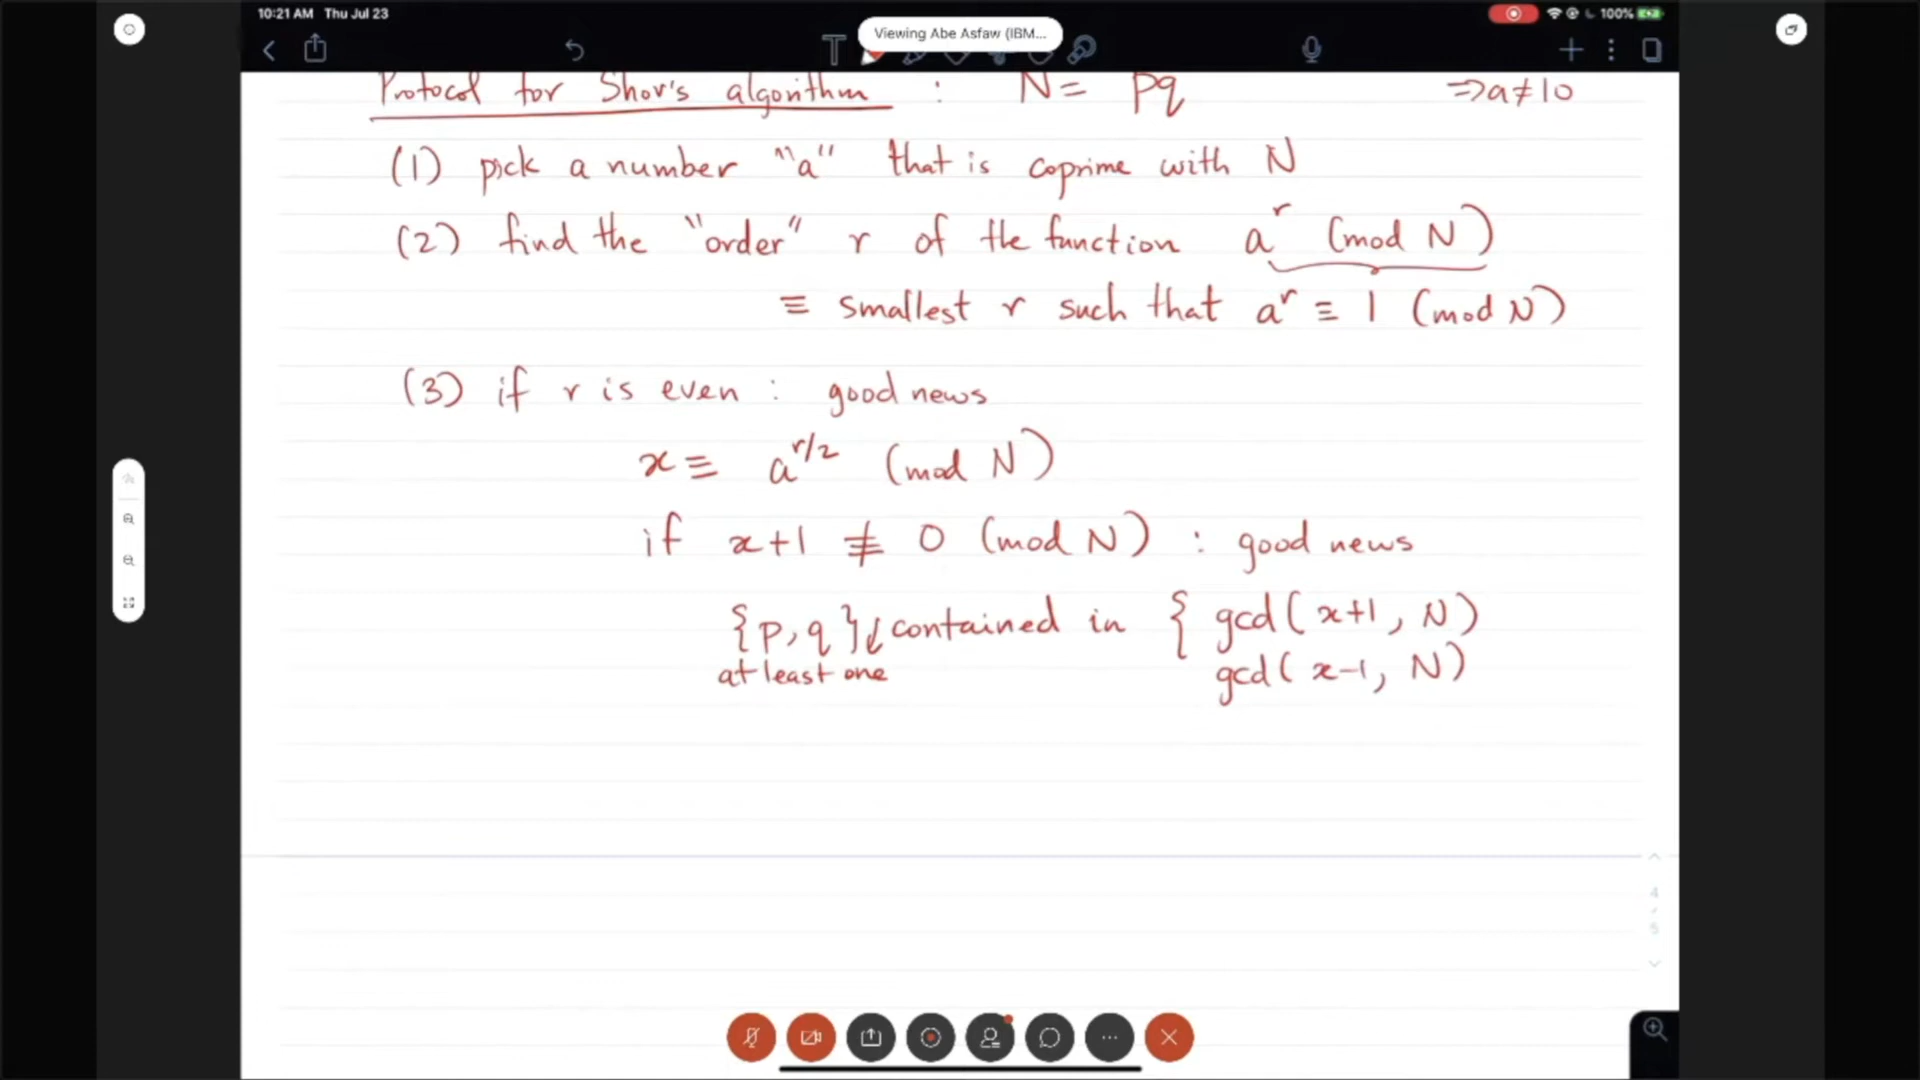 10:21 AM Thu Jul 23
100%
Viewing Abe Asfaw (IBM...
T
Protocol for Shor's algorithm : N = pq ⇒ a ≠ 10
(1) pick a number "a" that is coprime with N
(2) find the "order" r of the function a^r (mod N)
≡ smallest r such that a^r ≡ 1 (mod N)
(3) if r is even : good news
x ≡ a^{r/2} (mod N)
if x+1 ≢ 0 (mod N) : good news
{p, q} contained in { gcd(x+1, N)
at least one gcd(x-1, N)
4
5